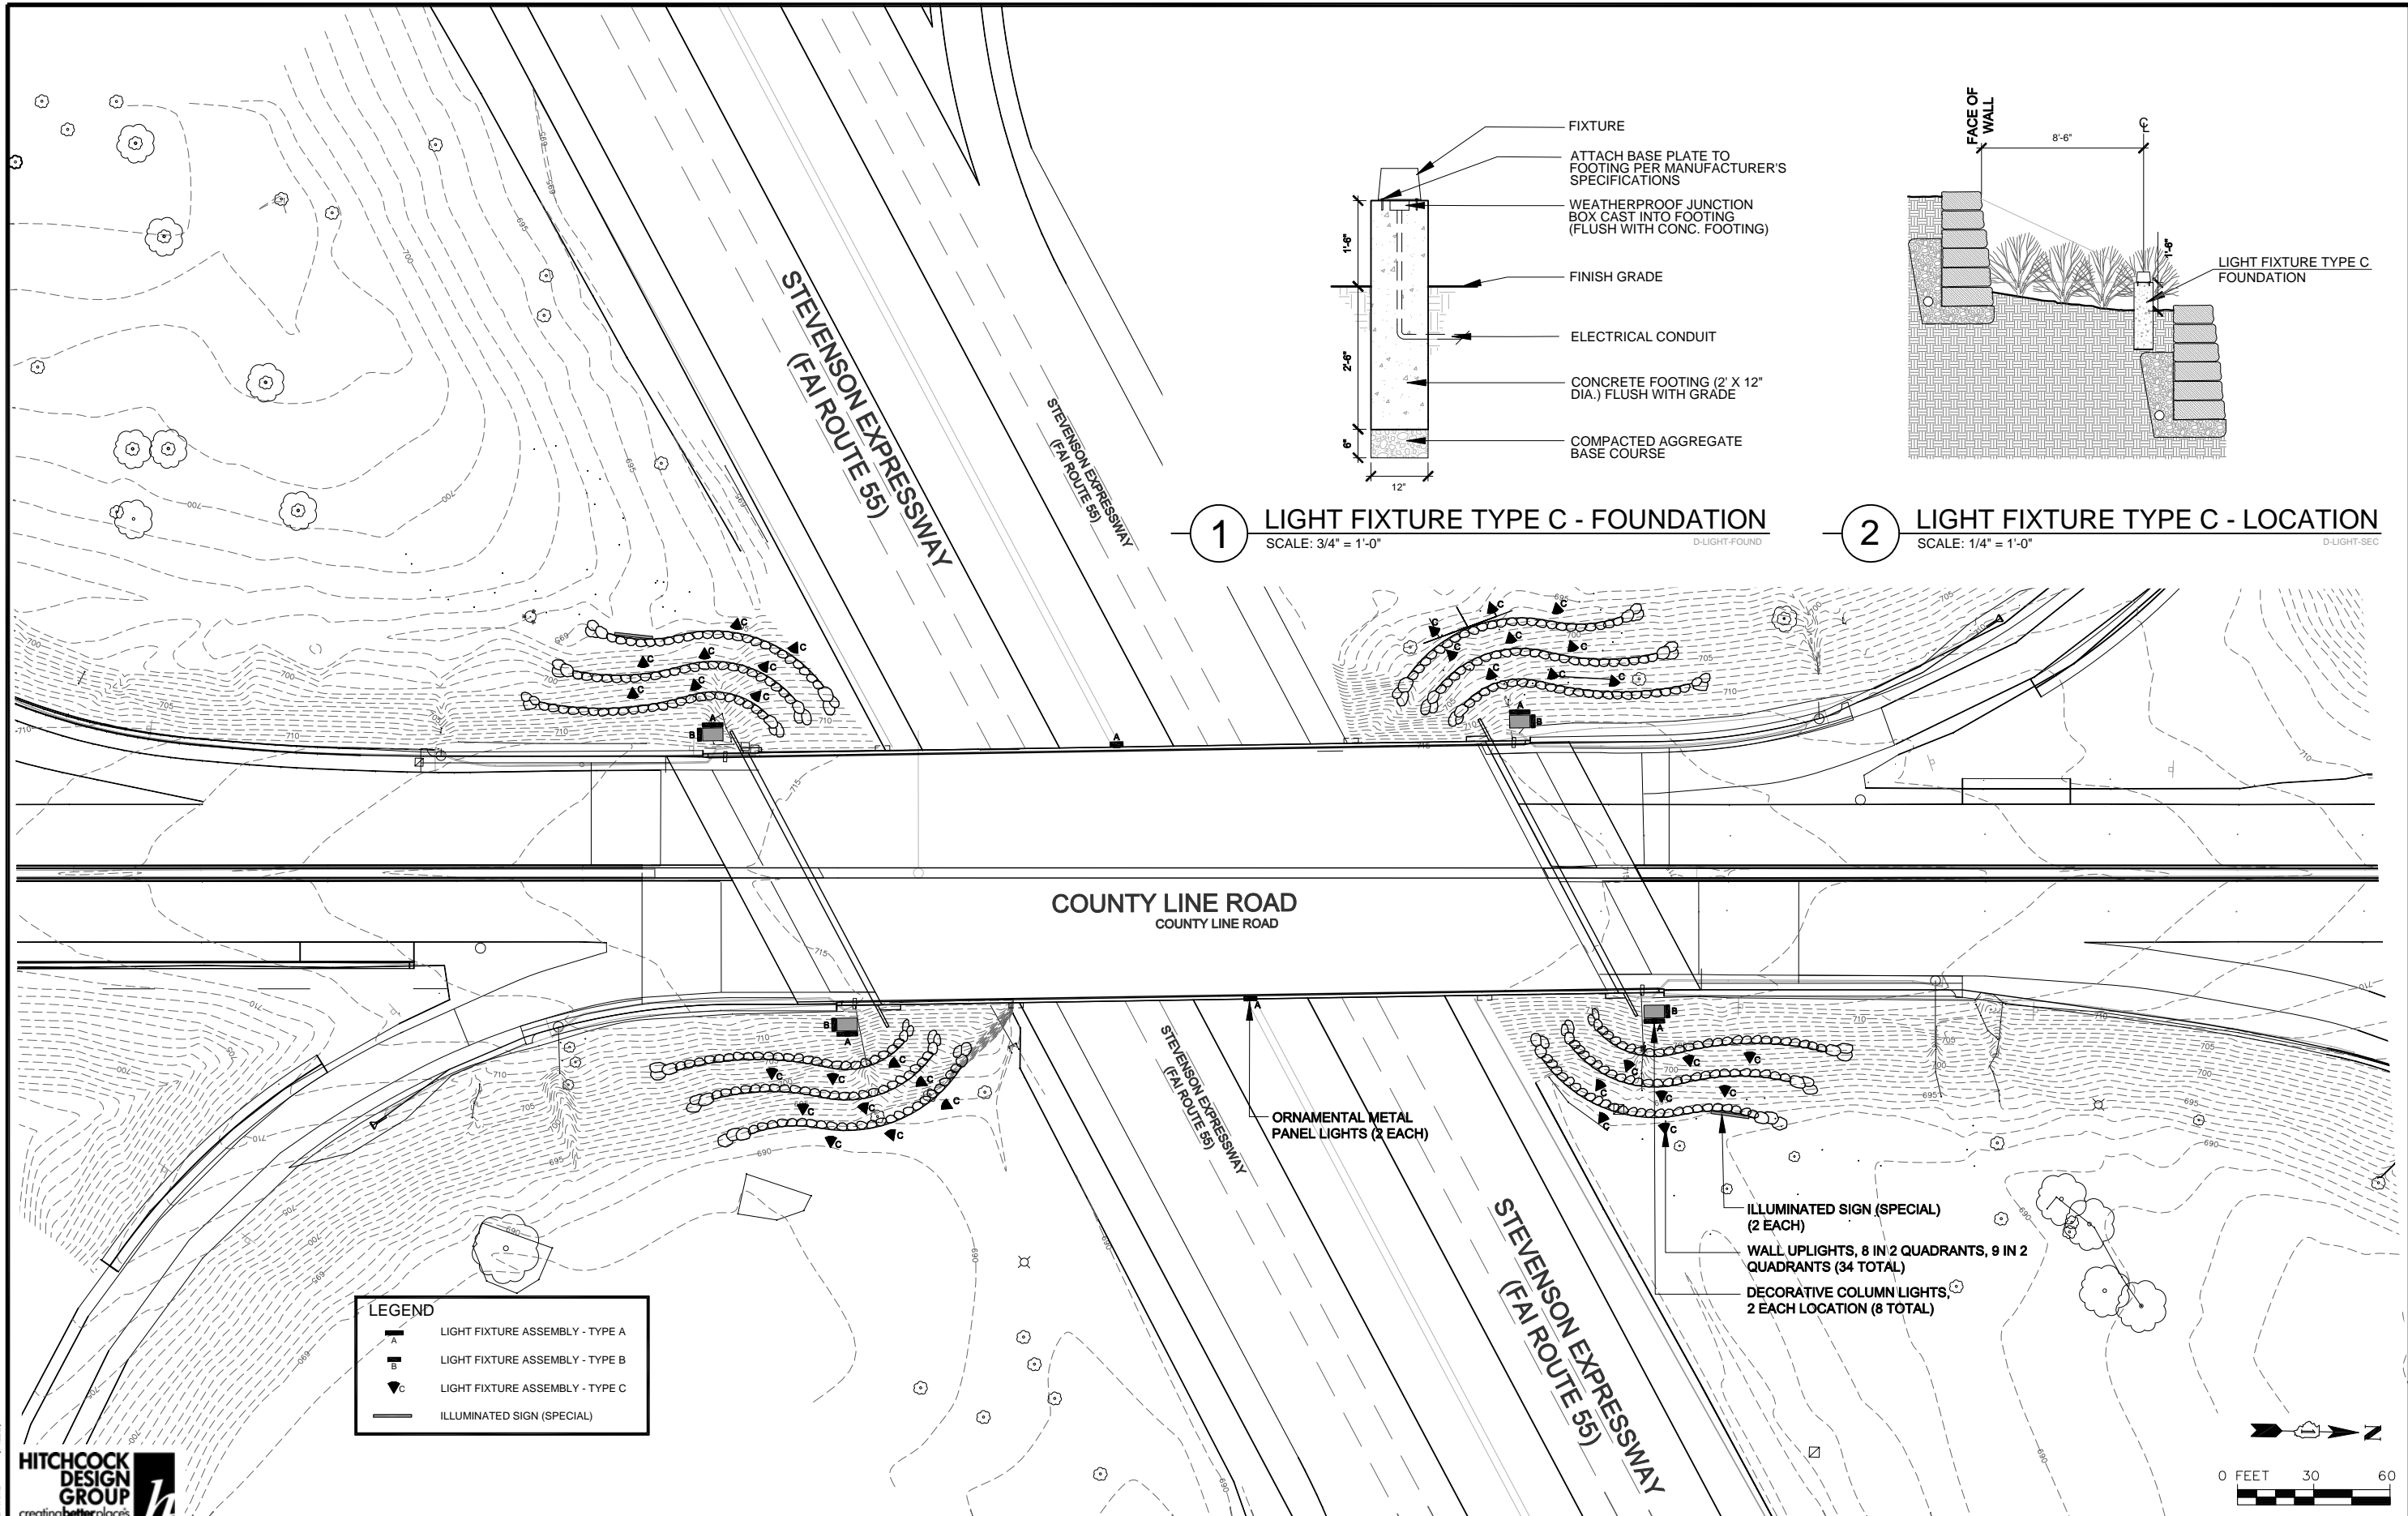 FIXTURE
ATTACH BASE PLATE TO
FOOTING PER MANUFACTURER'S
SPECIFICATIONS
WEATHERPROOF JUNCTION
BOX CAST INTO FOOTING
(FLUSH WITH CONC. FOOTING)
FINISH GRADE
ELECTRICAL CONDUIT
CONCRETE FOOTING (2' X 12"
DIA.) FLUSH WITH GRADE
COMPACTED AGGREGATE
BASE COURSE
1'-6"
2'-6"
6"
12"
1
LIGHT FIXTURE TYPE C - FOUNDATION
SCALE: 3/4" = 1'-0"
D-LIGHT-FOUND
FACE OF
WALL
8'-6"
1'-6"
LIGHT FIXTURE TYPE C
FOUNDATION
2
LIGHT FIXTURE TYPE C - LOCATION
SCALE: 1/4" = 1'-0"
D-LIGHT-SEC
STEVENSON EXPRESSWAY
(FAI ROUTE 55)
STEVENSON EXPRESSWAY
(FAI ROUTE 55)
COUNTY LINE ROAD
COUNTY LINE ROAD
STEVENSON EXPRESSWAY
(FAI ROUTE 55)
STEVENSON EXPRESSWAY
(FAI ROUTE 55)
ORNAMENTAL METAL
PANEL LIGHTS (2 EACH)
ILLUMINATED SIGN (SPECIAL)
(2 EACH)
WALL UPLIGHTS, 8 IN 2 QUADRANTS, 9 IN 2
QUADRANTS (34 TOTAL)
DECORATIVE COLUMN LIGHTS,
2 EACH LOCATION (8 TOTAL)
LEGEND
A LIGHT FIXTURE ASSEMBLY - TYPE A
B LIGHT FIXTURE ASSEMBLY - TYPE B
C LIGHT FIXTURE ASSEMBLY - TYPE C
ILLUMINATED SIGN (SPECIAL)
HITCHCOCK
DESIGN
GROUP
creatingbetterplaces
N
0 FEET 30 60